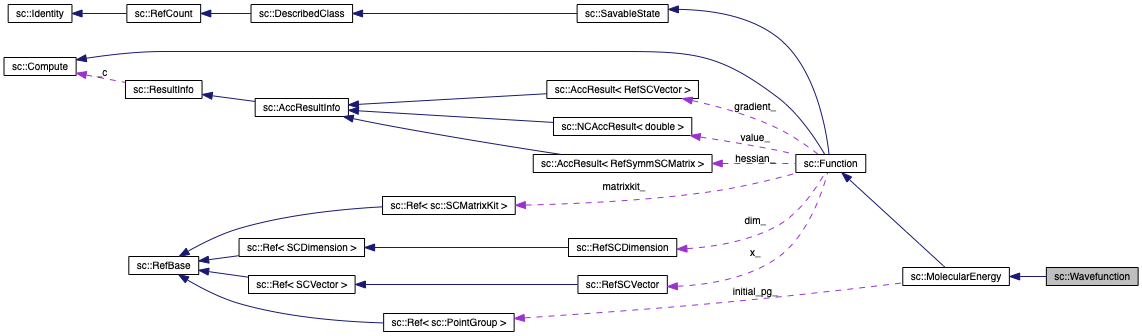 sc::Identity
sc::RefCount
sc::DescribedClass
sc::SavableState
sc::Compute
_c
sc::ResultInfo
sc::AccResultInfo
sc::AccResult< RefSCVector >
gradient_
sc::NCAccResult< double >
value_
sc::AccResult< RefSymmSCMatrix >
hessian_
sc::Function
matrixkit_
sc::Ref< sc::SCMatrixKit >
dim_
sc::Ref< SCDimension >
sc::RefSCDimension
x_
sc::RefBase
sc::Ref< SCVector >
sc::RefSCVector
sc::MolecularEnergy
sc::Wavefunction
initial_pg_
sc::Ref< sc::PointGroup >